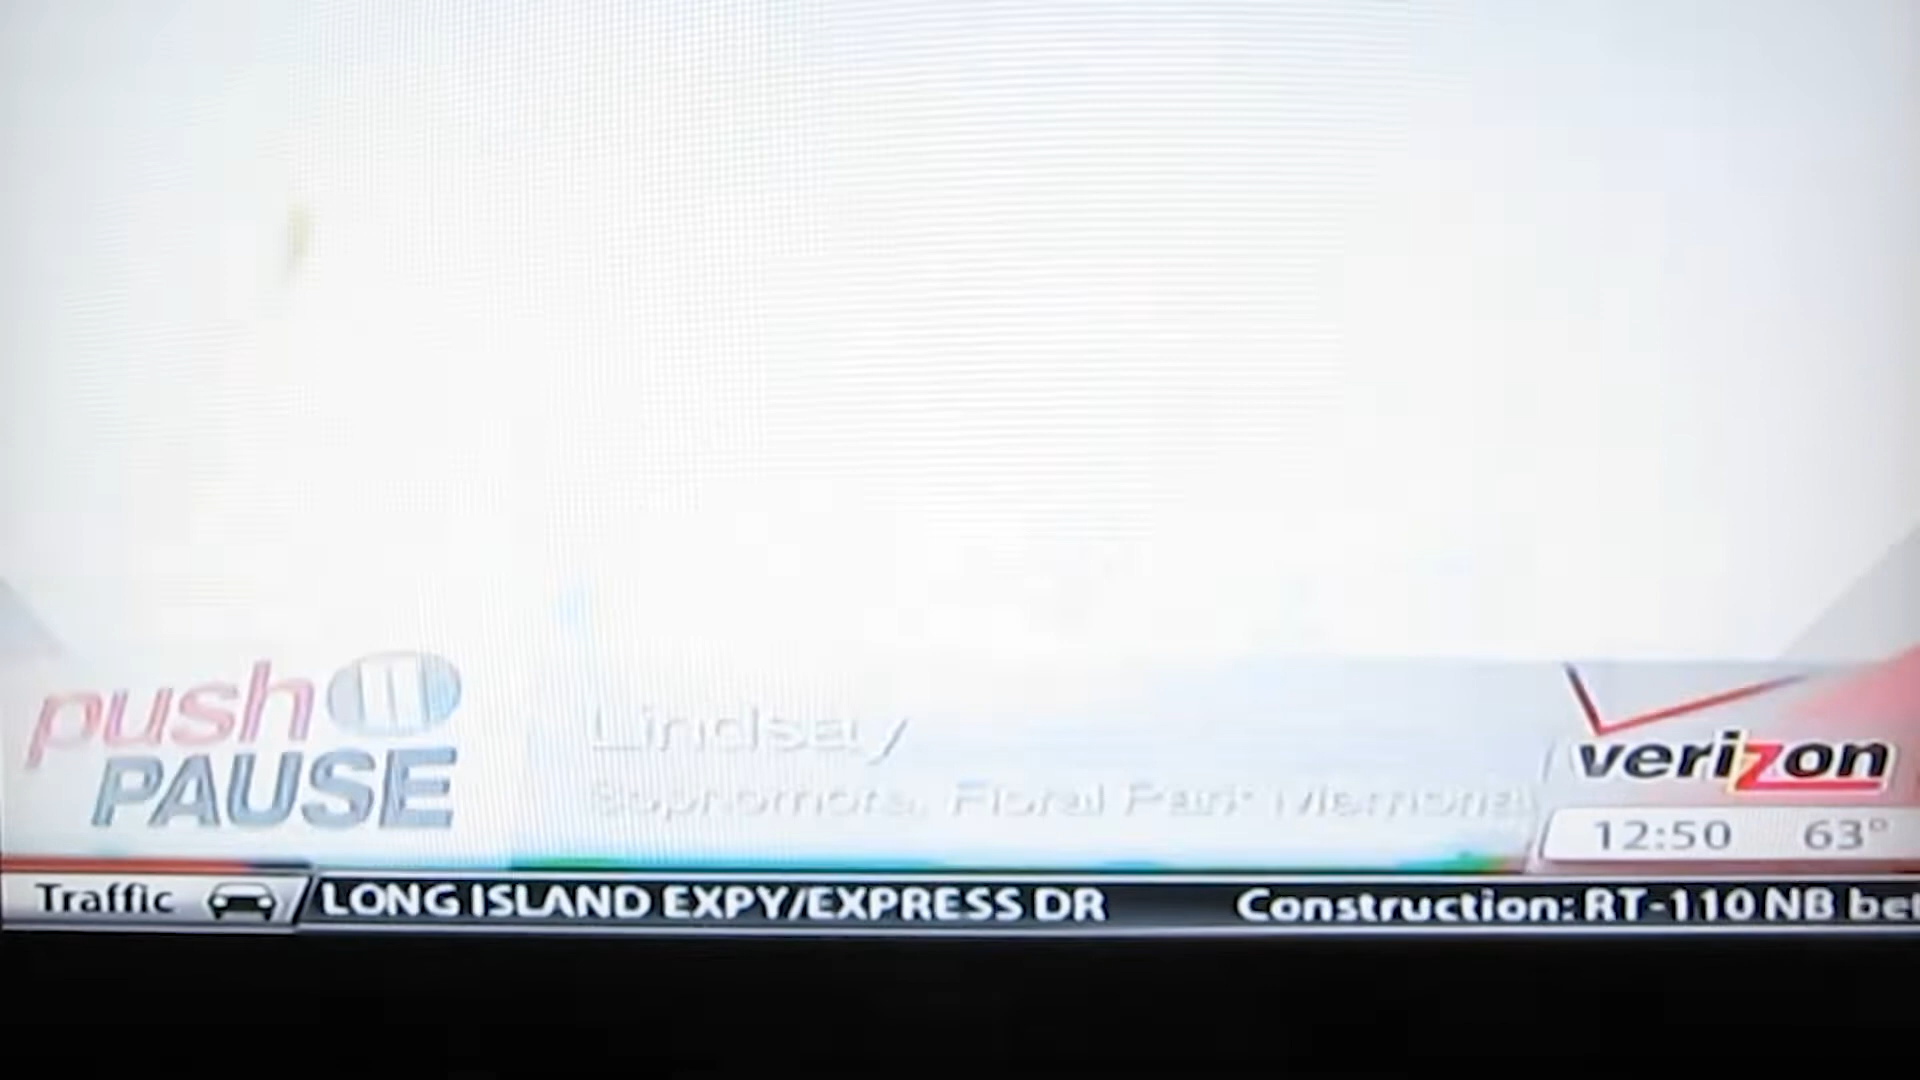 push
PAUSE
Lindsay
Sophomore, Floral Park Memorial
verizon
12:50 63°
Traffic LONG ISLAND EXPY/EXPRESS DR Construction: RT-110 NB bet